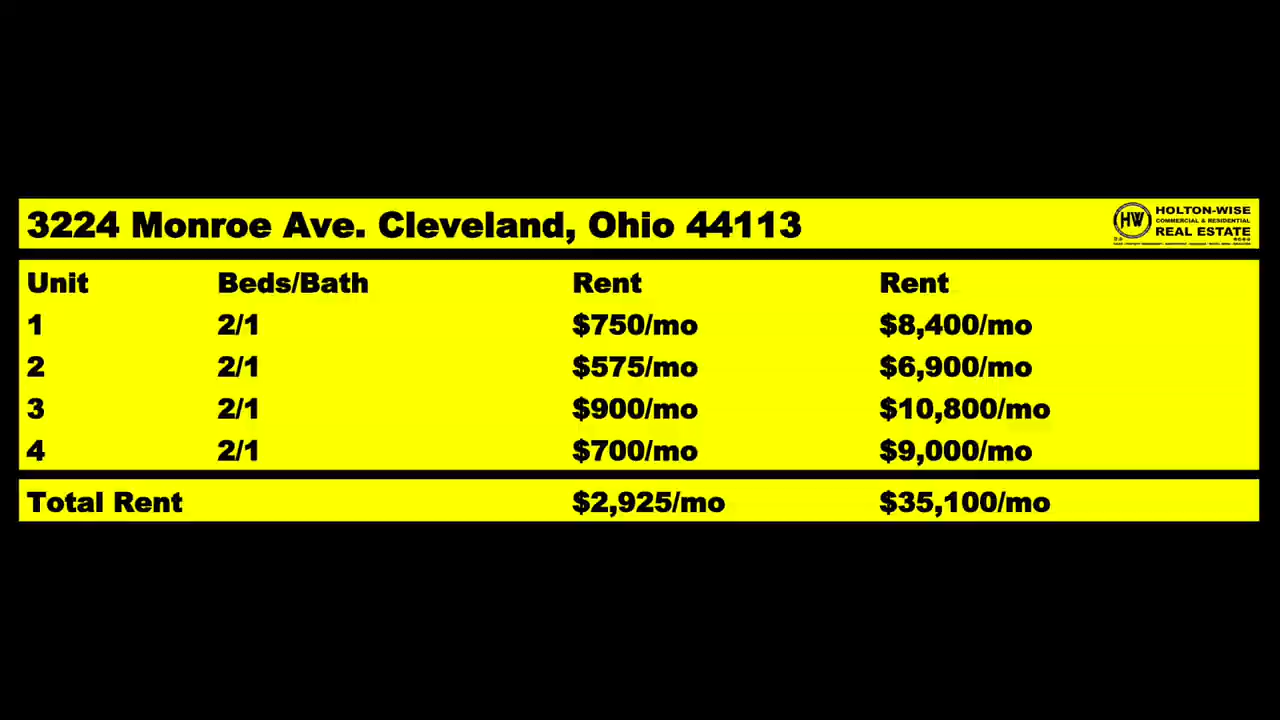 3224 Monroe Ave. Cleveland, Ohio 44113
HW HOLTON-WISE
COMMERCIAL & RESIDENTIAL
REAL ESTATE
Unit Beds/Bath Rent Rent
1 2/1 $750/mo $8,400/mo
2 2/1 $575/mo $6,900/mo
3 2/1 $900/mo $10,800/mo
4 2/1 $700/mo $9,000/mo
Total Rent $2,925/mo $35,100/mo